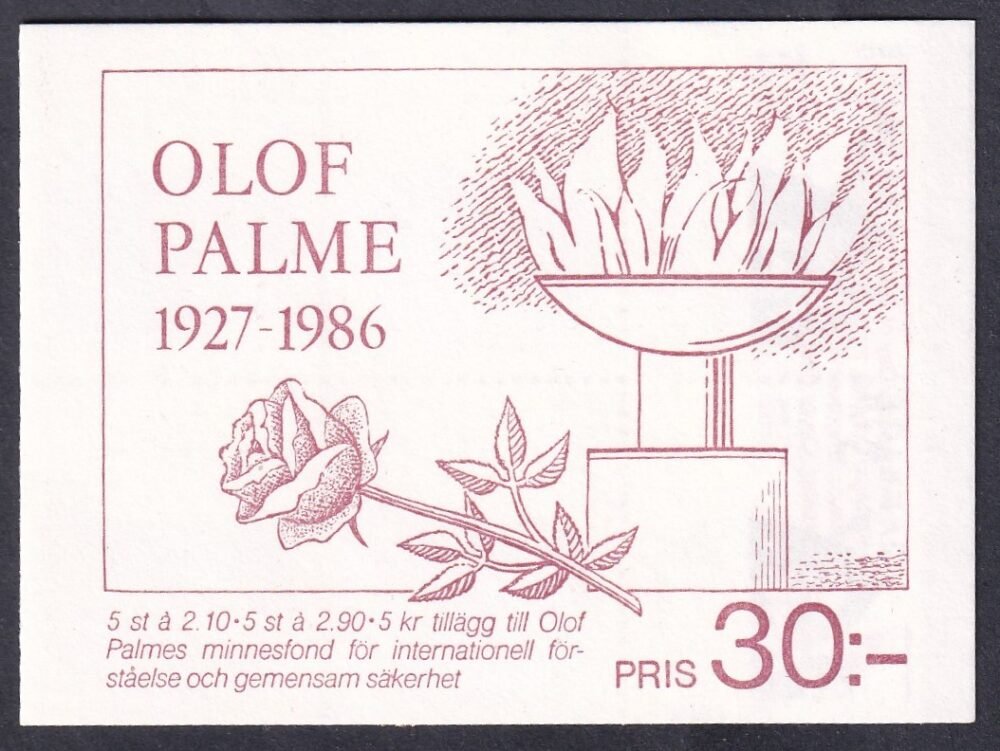 OLOF
PALME
1927-1986
5 st à 2.10•5 st à 2.90•5 kr tillägg till Olof
Palmes minnesfond för internationell för-
ståelse och gemensam säkerhet
PRIS 30:-